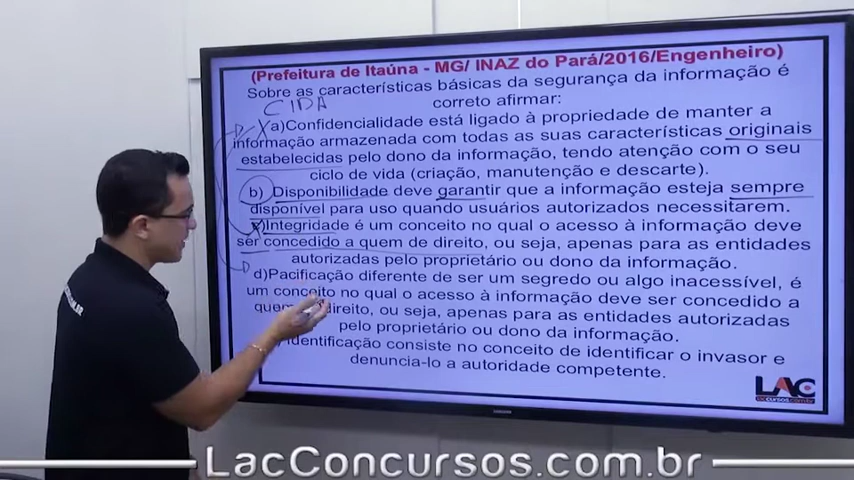 (Prefeitura de Itaúna - MG/ INAZ do Pará/2016/Engenheiro)
Sobre as características básicas da segurança da informação é
CIDA
correto afirmar:
a)Confidencialidade está ligado à propriedade de manter a
informação armazenada com todas as suas características originais
estabelecidas pelo dono da informação, tendo atenção com o seu
ciclo de vida (criação, manutenção e descarte).
b) Disponibilidade deve garantir que a informação esteja sempre
disponível para uso quando usuários autorizados necessitarem.
Integridade é um conceito no qual o acesso à informação deve
ser concedido a quem de direito, ou seja, apenas para as entidades
autorizadas pelo proprietário ou dono da informação.
d)Pacificação diferente de ser um segredo ou algo inacessível, é
um conceito no qual o acesso à informação deve ser concedido a
quem direito, ou seja, apenas para as entidades autorizadas
pelo proprietário ou dono da informação.
Identificação consiste no conceito de identificar o invasor e
denuncia-lo a autoridade competente.
LAC
laccursos.com.br
SAMSUNG
LacConcursos.com.br